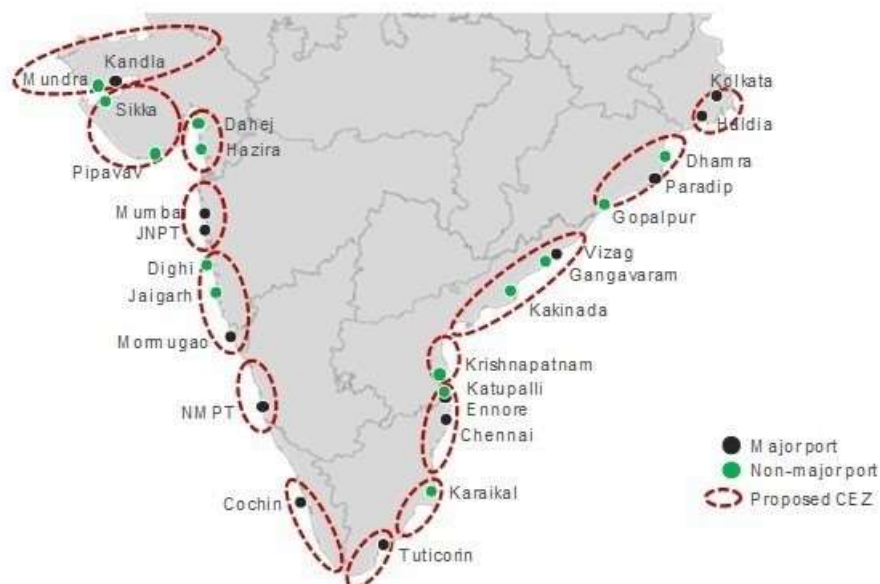 Kandla
Mundra
Sikka
Pipavav
Dahej
Hazira
Mumba
JNPT
Dighi
Jaigarh
Mormugao
NMPT
Cochin
Kolkata
Haldia
Dhamra
Paradip
Gopalpur
Vizag
Gangavaram
Kakinada
Krishnapatnam
Katupalli
Ennore
Chennai
Karaikal
Tuticorin
Major port
Non-major port
Proposed CEZ